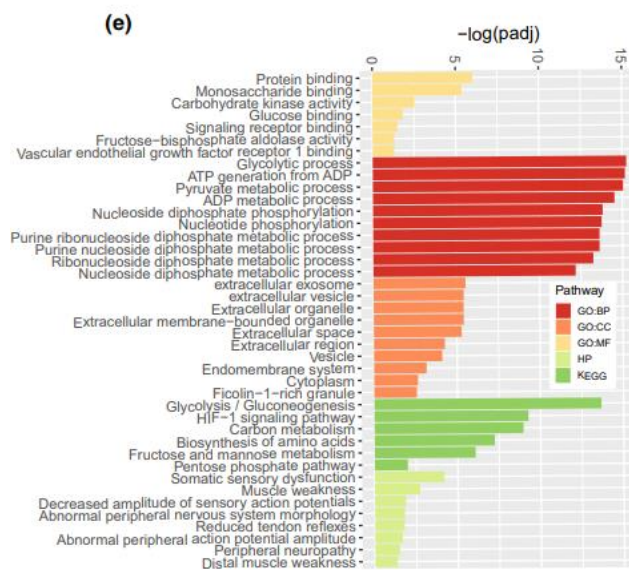 (e)
−log(padj)
0 5 10 15
Protein binding
Monosaccharide binding
Carbohydrate kinase activity
Glucose binding
Signaling receptor binding
Fructose-bisphosphate aldolase activity
Vascular endothelial growth factor receptor 1 binding
Glycolytic process
ATP generation from ADP
Pyruvate metabolic process
ADP metabolic process
Nucleoside diphosphate phosphorylation
Nucleotide phosphorylation
Purine ribonucleoside diphosphate metabolic process
Purine nucleoside diphosphate metabolic process
Ribonucleoside diphosphate metabolic process
Nucleoside diphosphate metabolic process
extracellular exosome
extracellular vesicle
Extracellular organelle
Extracellular membrane-bounded organelle
Extracellular space
Extracellular region
Vesicle
Endomembrane system
Cytoplasm
Ficolin-1-rich granule
Glycolysis / Gluconeogenesis
HIF-1 signaling pathway
Carbon metabolism
Biosynthesis of amino acids
Fructose and mannose metabolism
Pentose phosphate pathway
Somatic sensory dysfunction
Muscle weakness
Decreased amplitude of sensory action potentials
Abnormal peripheral nervous system morphology
Reduced tendon reflexes
Abnormal peripheral action potential amplitude
Peripheral neuropathy
Distal muscle weakness
Pathway
GO:BP
GO:CC
GO:MF
HP
KEGG